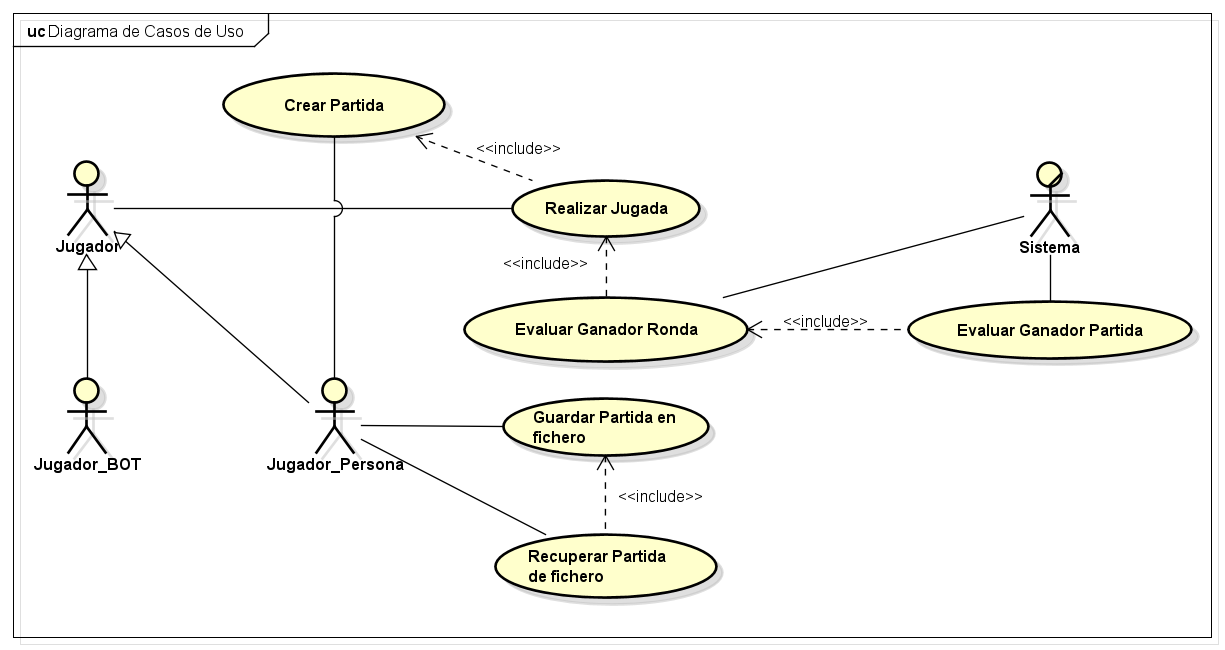 uc Diagrama de Casos de Uso
Crear Partida
<<include>>
Jugador
Realizar Jugada
Sistema
<<include>>
Evaluar Ganador Ronda
<<include>>
Evaluar Ganador Partida
Guardar Partida en
fichero
Jugador_BOT
Jugador_Persona
<<include>>
Recuperar Partida
de fichero